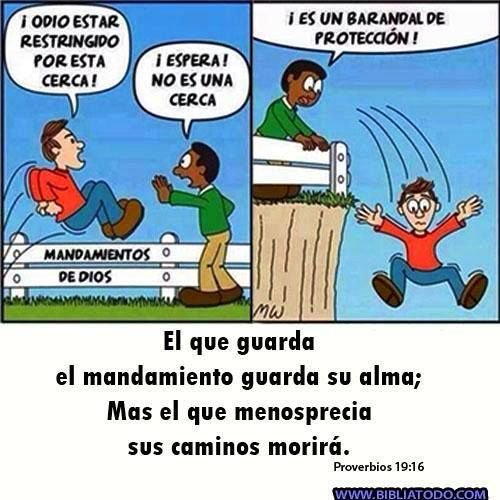 ¡ ODIO ESTAR
RESTRINGIDO
POR ESTA
CERCA !
¡ ESPERA !
NO ES UNA
CERCA
MANDAMIENTOS
DE DIOS
¡ ES UN BARANDAL DE
PROTECCIÓN !
MW
El que guarda
el mandamiento guarda su alma;
Mas el que menosprecia
sus caminos morirá.
Proverbios 19:16
WWW.BIBLIATODO.COM